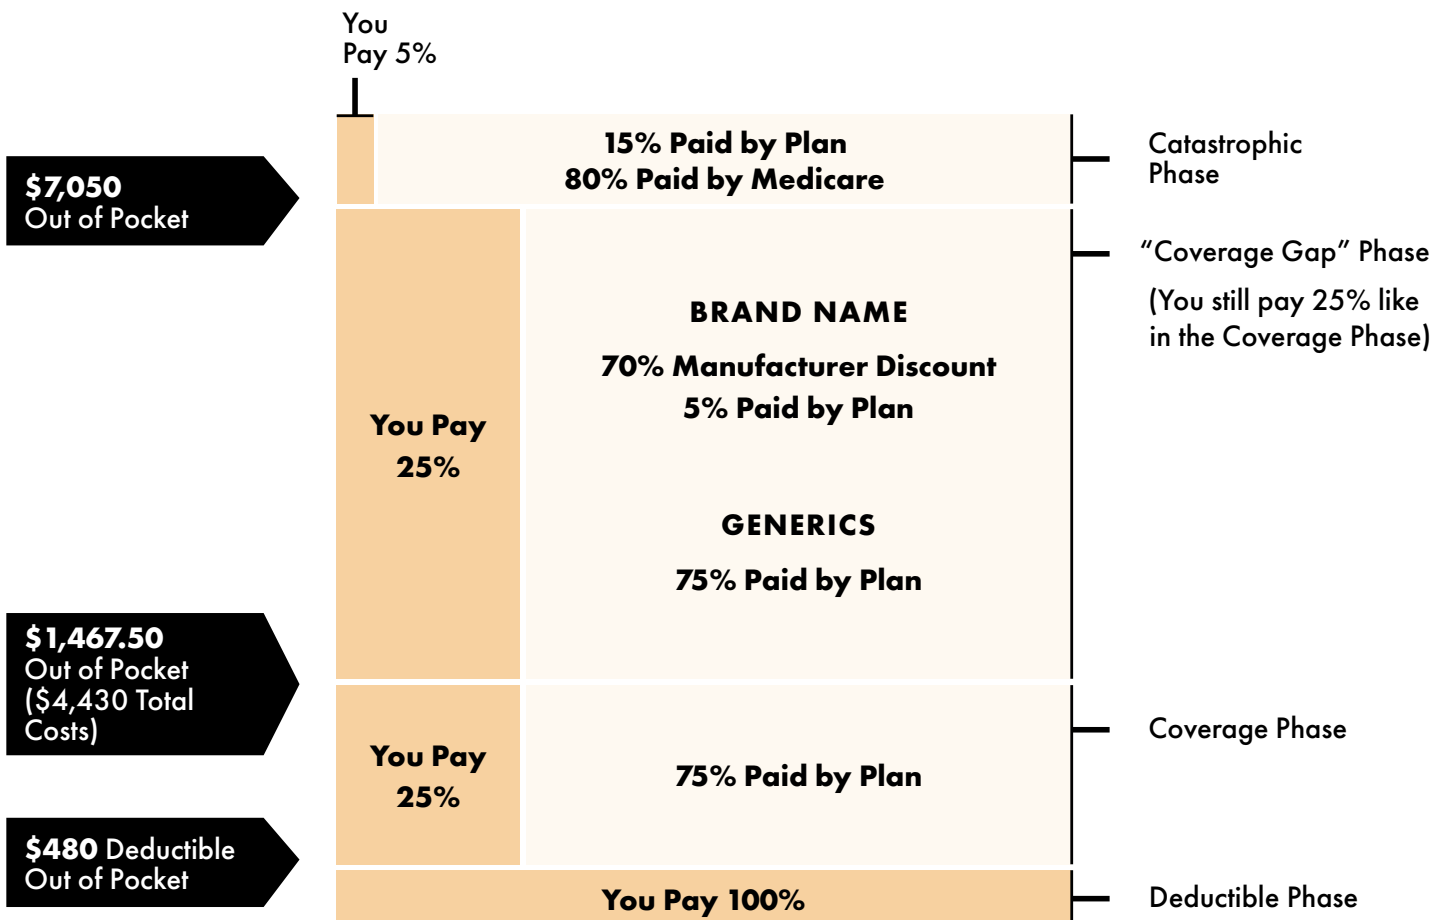 You
Pay 5%
15% Paid by Plan
80% Paid by Medicare
Catastrophic
Phase
$7,050
Out of Pocket
“Coverage Gap” Phase
(You still pay 25% like
in the Coverage Phase)
BRAND NAME
70% Manufacturer Discount
5% Paid by Plan
You Pay
25%
GENERICS
75% Paid by Plan
$1,467.50
Out of Pocket
($4,430 Total
Costs)
You Pay
25%
75% Paid by Plan
Coverage Phase
$480 Deductible
Out of Pocket
You Pay 100%
Deductible Phase